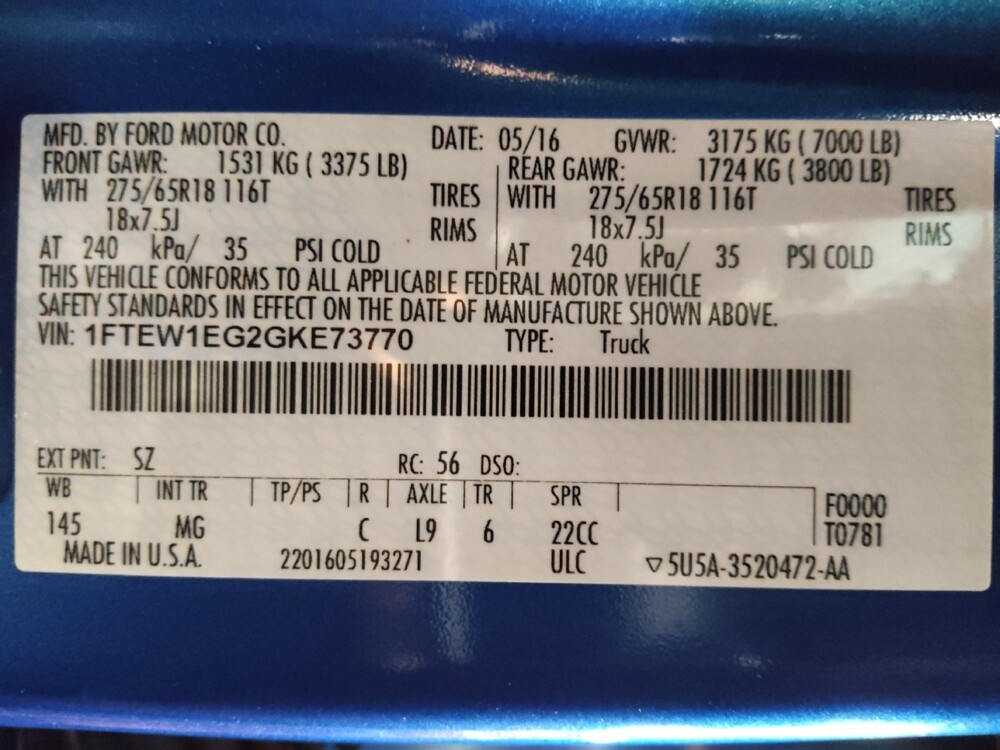 MFD. BY FORD MOTOR CO. DATE: 05/16 GVWR: 3175 KG ( 7000 LB)
FRONT GAWR: 1531 KG ( 3375 LB) REAR GAWR: 1724 KG ( 3800 LB)
WITH 275/65R18 116T TIRES WITH 275/65R18 116T TIRES
18x7.5J RIMS 18x7.5J RIMS
AT 240 kPa/ 35 PSI COLD AT 240 kPa/ 35 PSI COLD
THIS VEHICLE CONFORMS TO ALL APPLICABLE FEDERAL MOTOR VEHICLE
SAFETY STANDARDS IN EFFECT ON THE DATE OF MANUFACTURE SHOWN ABOVE.
VIN: 1FTEW1EG2GKE73770 TYPE: Truck
EXT PNT: SZ RC: 56 DSO:
WB INT TR TP/PS R AXLE TR SPR F0000
145 MG C L9 6 22CC T0781
MADE IN U.S.A. 2201605193271 ULC ▽5U5A-3520472-AA